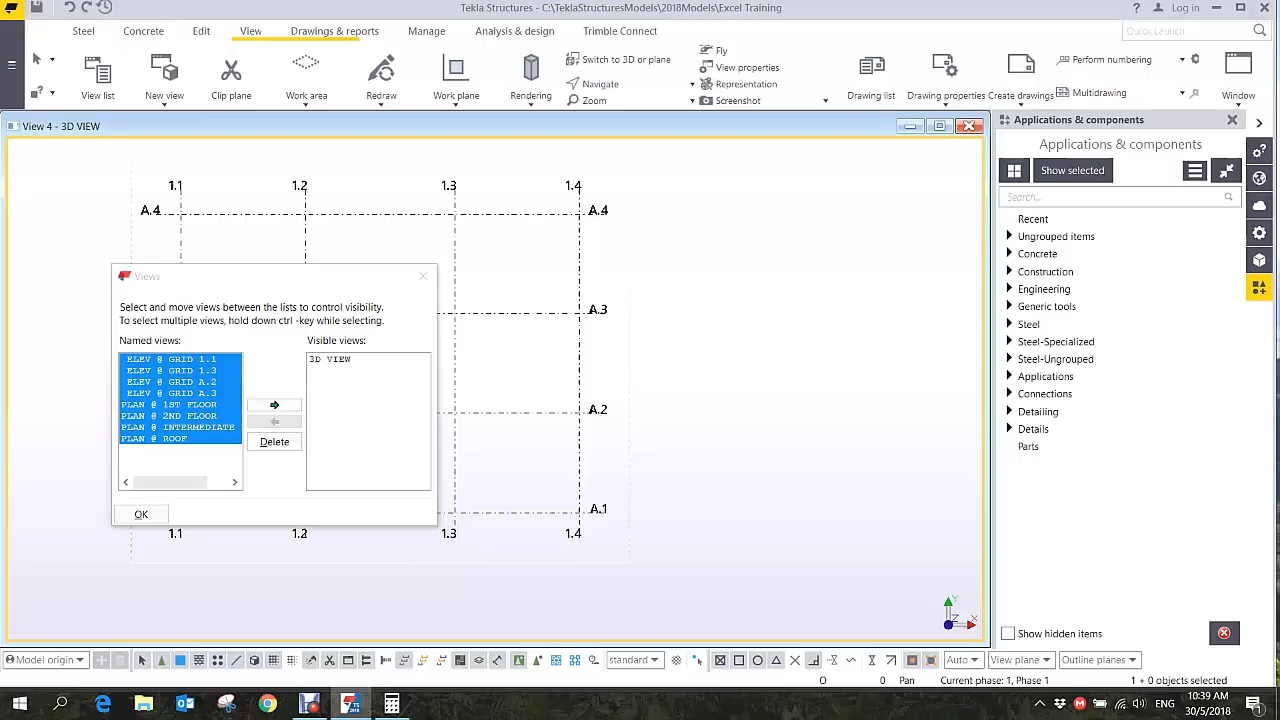 Tekla Structures - C:\TeklaStructuresModels\2018Models\Excel Training
? Log in
Steel Concrete Edit View Drawings & reports Manage Analysis & design Trimble Connect
Quick Launch
View list
New view
Clip plane
Work area
Redraw
Work plane
Rendering
Switch to 3D or plane
Navigate
Zoom
Fly
View properties
Representation
Screenshot
Drawing list
Drawing properties
Create drawings
Perform numbering
Multidrawing
Window
View 4 - 3D VIEW
1.1 1.2 1.3 1.4
A.4 A.4
A.3
A.2
A.1
1.1 1.2 1.3 1.4
Views
Select and move views between the lists to control visibility.
To select multiple views, hold down ctrl -key while selecting.
Named views: Visible views:
ELEV @ GRID 1.1
ELEV @ GRID 1.3
ELEV @ GRID A.2
ELEV @ GRID A.3
PLAN @ 1ST FLOOR
PLAN @ 2ND FLOOR
PLAN @ INTERMEDIATE
PLAN @ ROOF
3D VIEW
Delete
OK
Y
Z
X
Applications & components
Applications & components
Show selected
Search...
Recent
Ungrouped items
Concrete
Construction
Engineering
Generic tools
Steel
Steel-Specialized
Steel-Ungrouped
Applications
Connections
Detailing
Details
Parts
Show hidden items
Model origin
standard
Auto
View plane
Outline planes
O 0 Pan Current phase: 1, Phase 1 1 + 0 objects selected
ENG
10:39 AM
30/5/2018